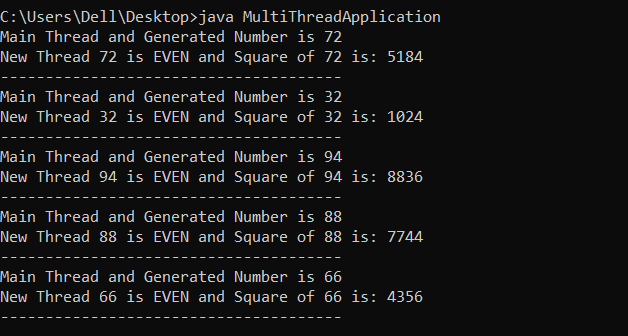 C:\Users\Dell\Desktop>java MultiThreadApplication
Main Thread and Generated Number is 72
New Thread 72 is EVEN and Square of 72 is: 5184
--------------------------------------
Main Thread and Generated Number is 32
New Thread 32 is EVEN and Square of 32 is: 1024
--------------------------------------
Main Thread and Generated Number is 94
New Thread 94 is EVEN and Square of 94 is: 8836
--------------------------------------
Main Thread and Generated Number is 88
New Thread 88 is EVEN and Square of 88 is: 7744
--------------------------------------
Main Thread and Generated Number is 66
New Thread 66 is EVEN and Square of 66 is: 4356
--------------------------------------